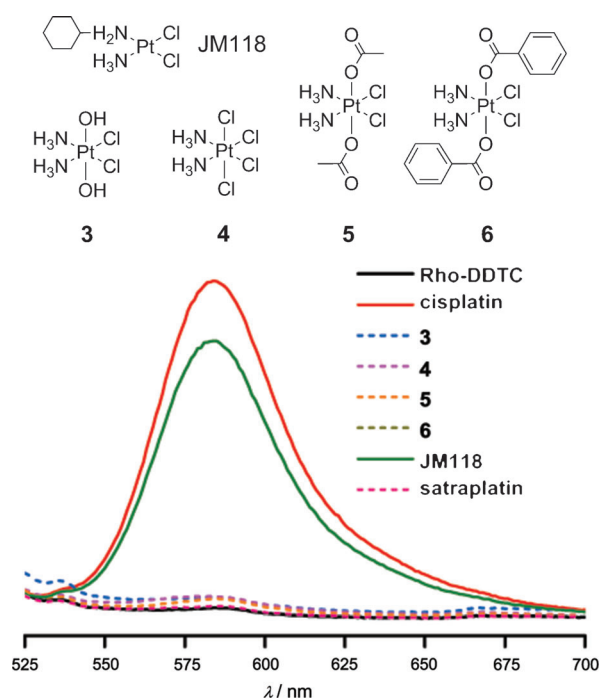 H₂N Cl
Pt JM118
H₃N Cl
O
O
OH Cl O O
H₃N Cl H₃N Cl H₃N Cl H₃N Cl
Pt Pt Pt Pt
H₃N Cl H₃N Cl H₃N Cl H₃N Cl
OH Cl O O
O O
3 4 5 6
Rho-DDTC
cisplatin
3
4
5
6
JM118
satraplatin
525 550 575 600 625 650 675 700
λ / nm